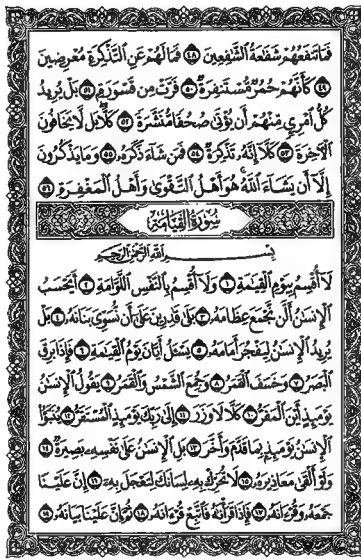 فَمَا تَنفَعُهُمْ شَفَٰعَةُ ٱلشَّٰفِعِينَ ٤٨ فَمَا لَهُمْ عَنِ ٱلتَّذْكِرَةِ مُعْرِضِينَ
٤٩ كَأَنَّهُمْ حُمُرٌ مُّسْتَنفِرَةٌ ٥٠ فَرَّتْ مِن قَسْوَرَةٍ ٥١ بَلْ يُرِيدُ
كُلُّ ٱمْرِئٍ مِّنْهُمْ أَن يُؤْتَىٰ صُحُفًا مُّنَشَّرَةً ٥٢ كَلَّا بَل لَّا يَخَافُونَ
ٱلْءَاخِرَةَ ٥٣ كَلَّا إِنَّهُۥ تَذْكِرَةٌ ٥٤ فَمَن شَآءَ ذَكَرَهُۥ ٥٥ وَمَا يَذْكُرُونَ
إِلَّآ أَن يَشَآءَ ٱللَّهُ هُوَ أَهْلُ ٱلتَّقْوَىٰ وَأَهْلُ ٱلْمَغْفِرَةِ ٥٦
سُورَةُ ٱلْقِيَامَةِ
بِسْمِ ٱللَّهِ ٱلرَّحْمَٰنِ ٱلرَّحِيمِ
لَآ أُقْسِمُ بِيَوْمِ ٱلْقِيَٰمَةِ ١ وَلَآ أُقْسِمُ بِٱلنَّفْسِ ٱللَّوَّامَةِ ٢ أَيَحْسَبُ
ٱلْإِنسَٰنُ أَلَّن نَّجْمَعَ عِظَامَهُۥ ٣ بَلَىٰ قَٰدِرِينَ عَلَىٰٓ أَن نُّسَوِّىَ بَنَانَهُۥ ٤ بَلْ
يُرِيدُ ٱلْإِنسَٰنُ لِيَفْجُرَ أَمَامَهُۥ ٥ يَسْـَٔلُ أَيَّانَ يَوْمُ ٱلْقِيَٰمَةِ ٦ فَإِذَا بَرِقَ
ٱلْبَصَرُ ٧ وَخَسَفَ ٱلْقَمَرُ ٨ وَجُمِعَ ٱلشَّمْسُ وَٱلْقَمَرُ ٩ يَقُولُ ٱلْإِنسَٰنُ
يَوْمَئِذٍ أَيْنَ ٱلْمَفَرُّ ١٠ كَلَّا لَا وَزَرَ ١١ إِلَىٰ رَبِّكَ يَوْمَئِذٍ ٱلْمُسْتَقَرُّ ١٢ يُنَبَّؤُا۟
ٱلْإِنسَٰنُ يَوْمَئِذٍۭ بِمَا قَدَّمَ وَأَخَّرَ ١٣ بَلِ ٱلْإِنسَٰنُ عَلَىٰ نَفْسِهِۦ بَصِيرَةٌ ١٤
وَلَوْ أَلْقَىٰ مَعَاذِيرَهُۥ ١٥ لَا تُحَرِّكْ بِهِۦ لِسَانَكَ لِتَعْجَلَ بِهِۦٓ ١٦ إِنَّ عَلَيْنَا
جَمْعَهُۥ وَقُرْءَانَهُۥ ١٧ فَإِذَا قَرَأْنَٰهُ فَٱتَّبِعْ قُرْءَانَهُۥ ١٨ ثُمَّ إِنَّ عَلَيْنَا بَيَانَهُۥ ١٩